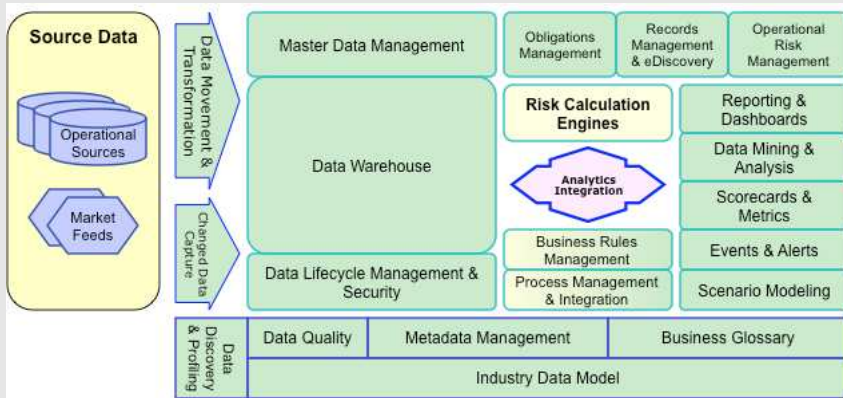 Source Data
Operational
Sources
Market
Feeds
Data Movement &
Transformation
Changed Data
Capture
Master Data Management
Data Warehouse
Data Lifecycle Management &
Security
Obligations
Management
Records
Management
& eDiscovery
Operational
Risk
Management
Risk Calculation
Engines
Analytics
Integration
Business Rules
Management
Process Management
& Integration
Reporting &
Dashboards
Data Mining &
Analysis
Scorecards &
Metrics
Events & Alerts
Scenario Modeling
Data
Discovery
& Profiling
Data Quality
Metadata Management
Business Glossary
Industry Data Model